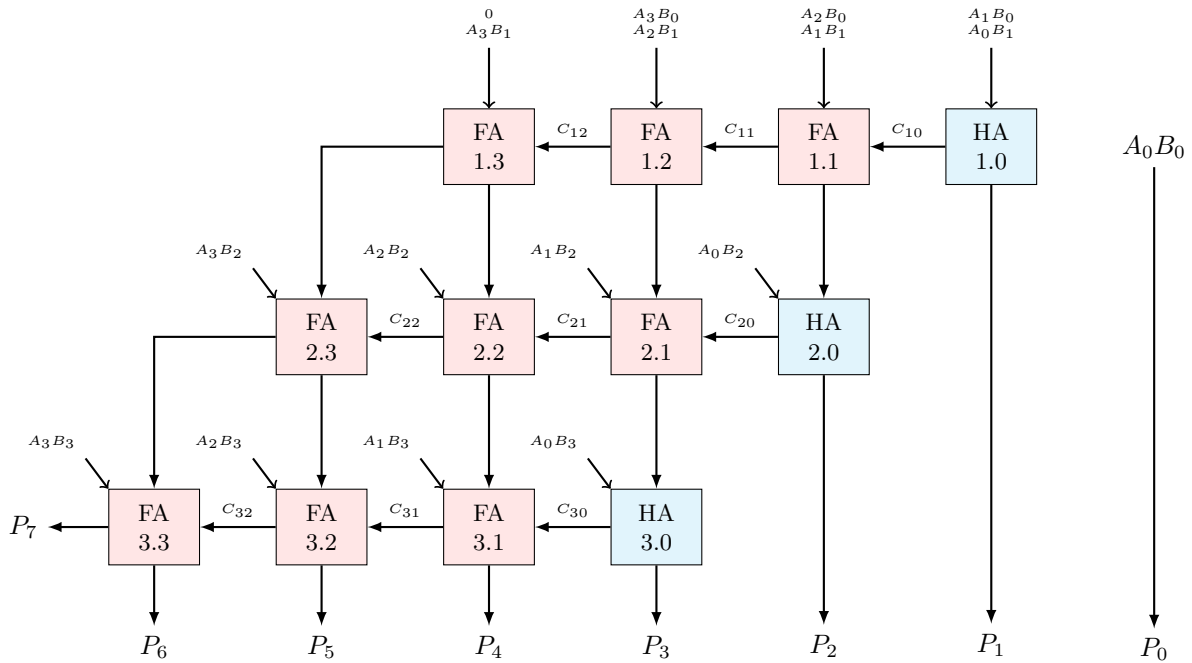 0
A₃B₁
A₃B₀
A₂B₁
A₂B₀
A₁B₁
A₁B₀
A₀B₁
FA
1.3
C₁₂
FA
1.2
C₁₁
FA
1.1
C₁₀
HA
1.0
A₀B₀
A₃B₂
A₂B₂
A₁B₂
A₀B₂
FA
2.3
C₂₂
FA
2.2
C₂₁
FA
2.1
C₂₀
HA
2.0
A₃B₃
A₂B₃
A₁B₃
A₀B₃
P₇
FA
3.3
C₃₂
FA
3.2
C₃₁
FA
3.1
C₃₀
HA
3.0
P₆
P₅
P₄
P₃
P₂
P₁
P₀